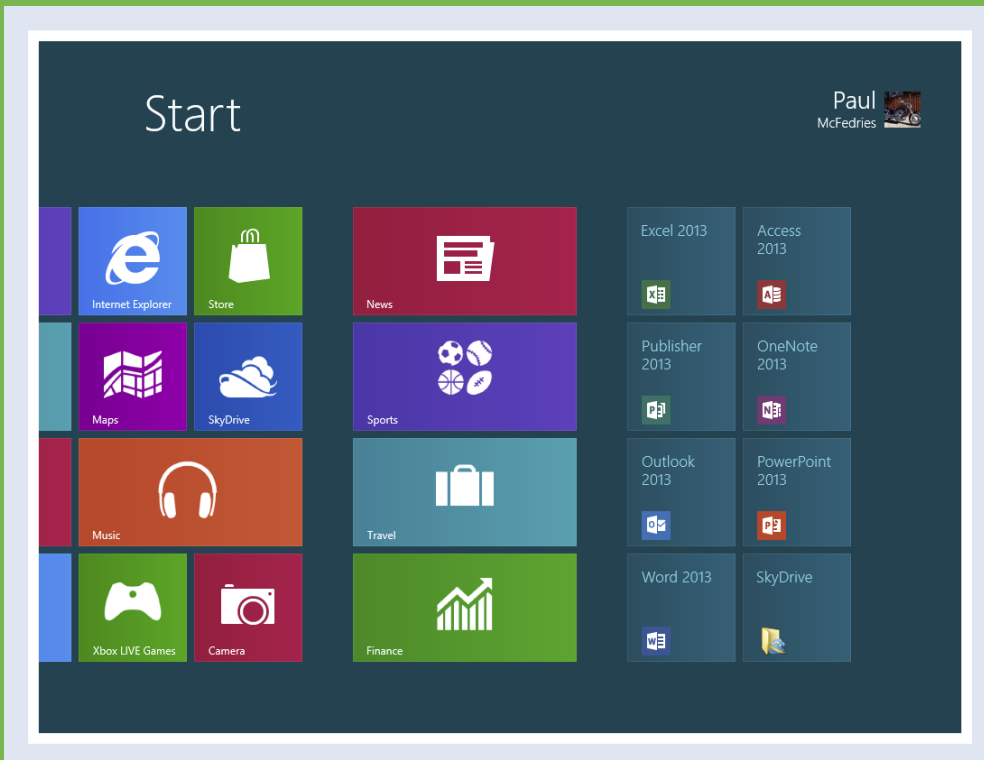 Start
Paul
McFedries
Internet Explorer
Store
News
Excel 2013
Access
2013
Maps
SkyDrive
Sports
Publisher
2013
OneNote
2013
Music
Travel
Outlook
2013
PowerPoint
2013
Xbox LIVE Games
Camera
Finance
Word 2013
SkyDrive